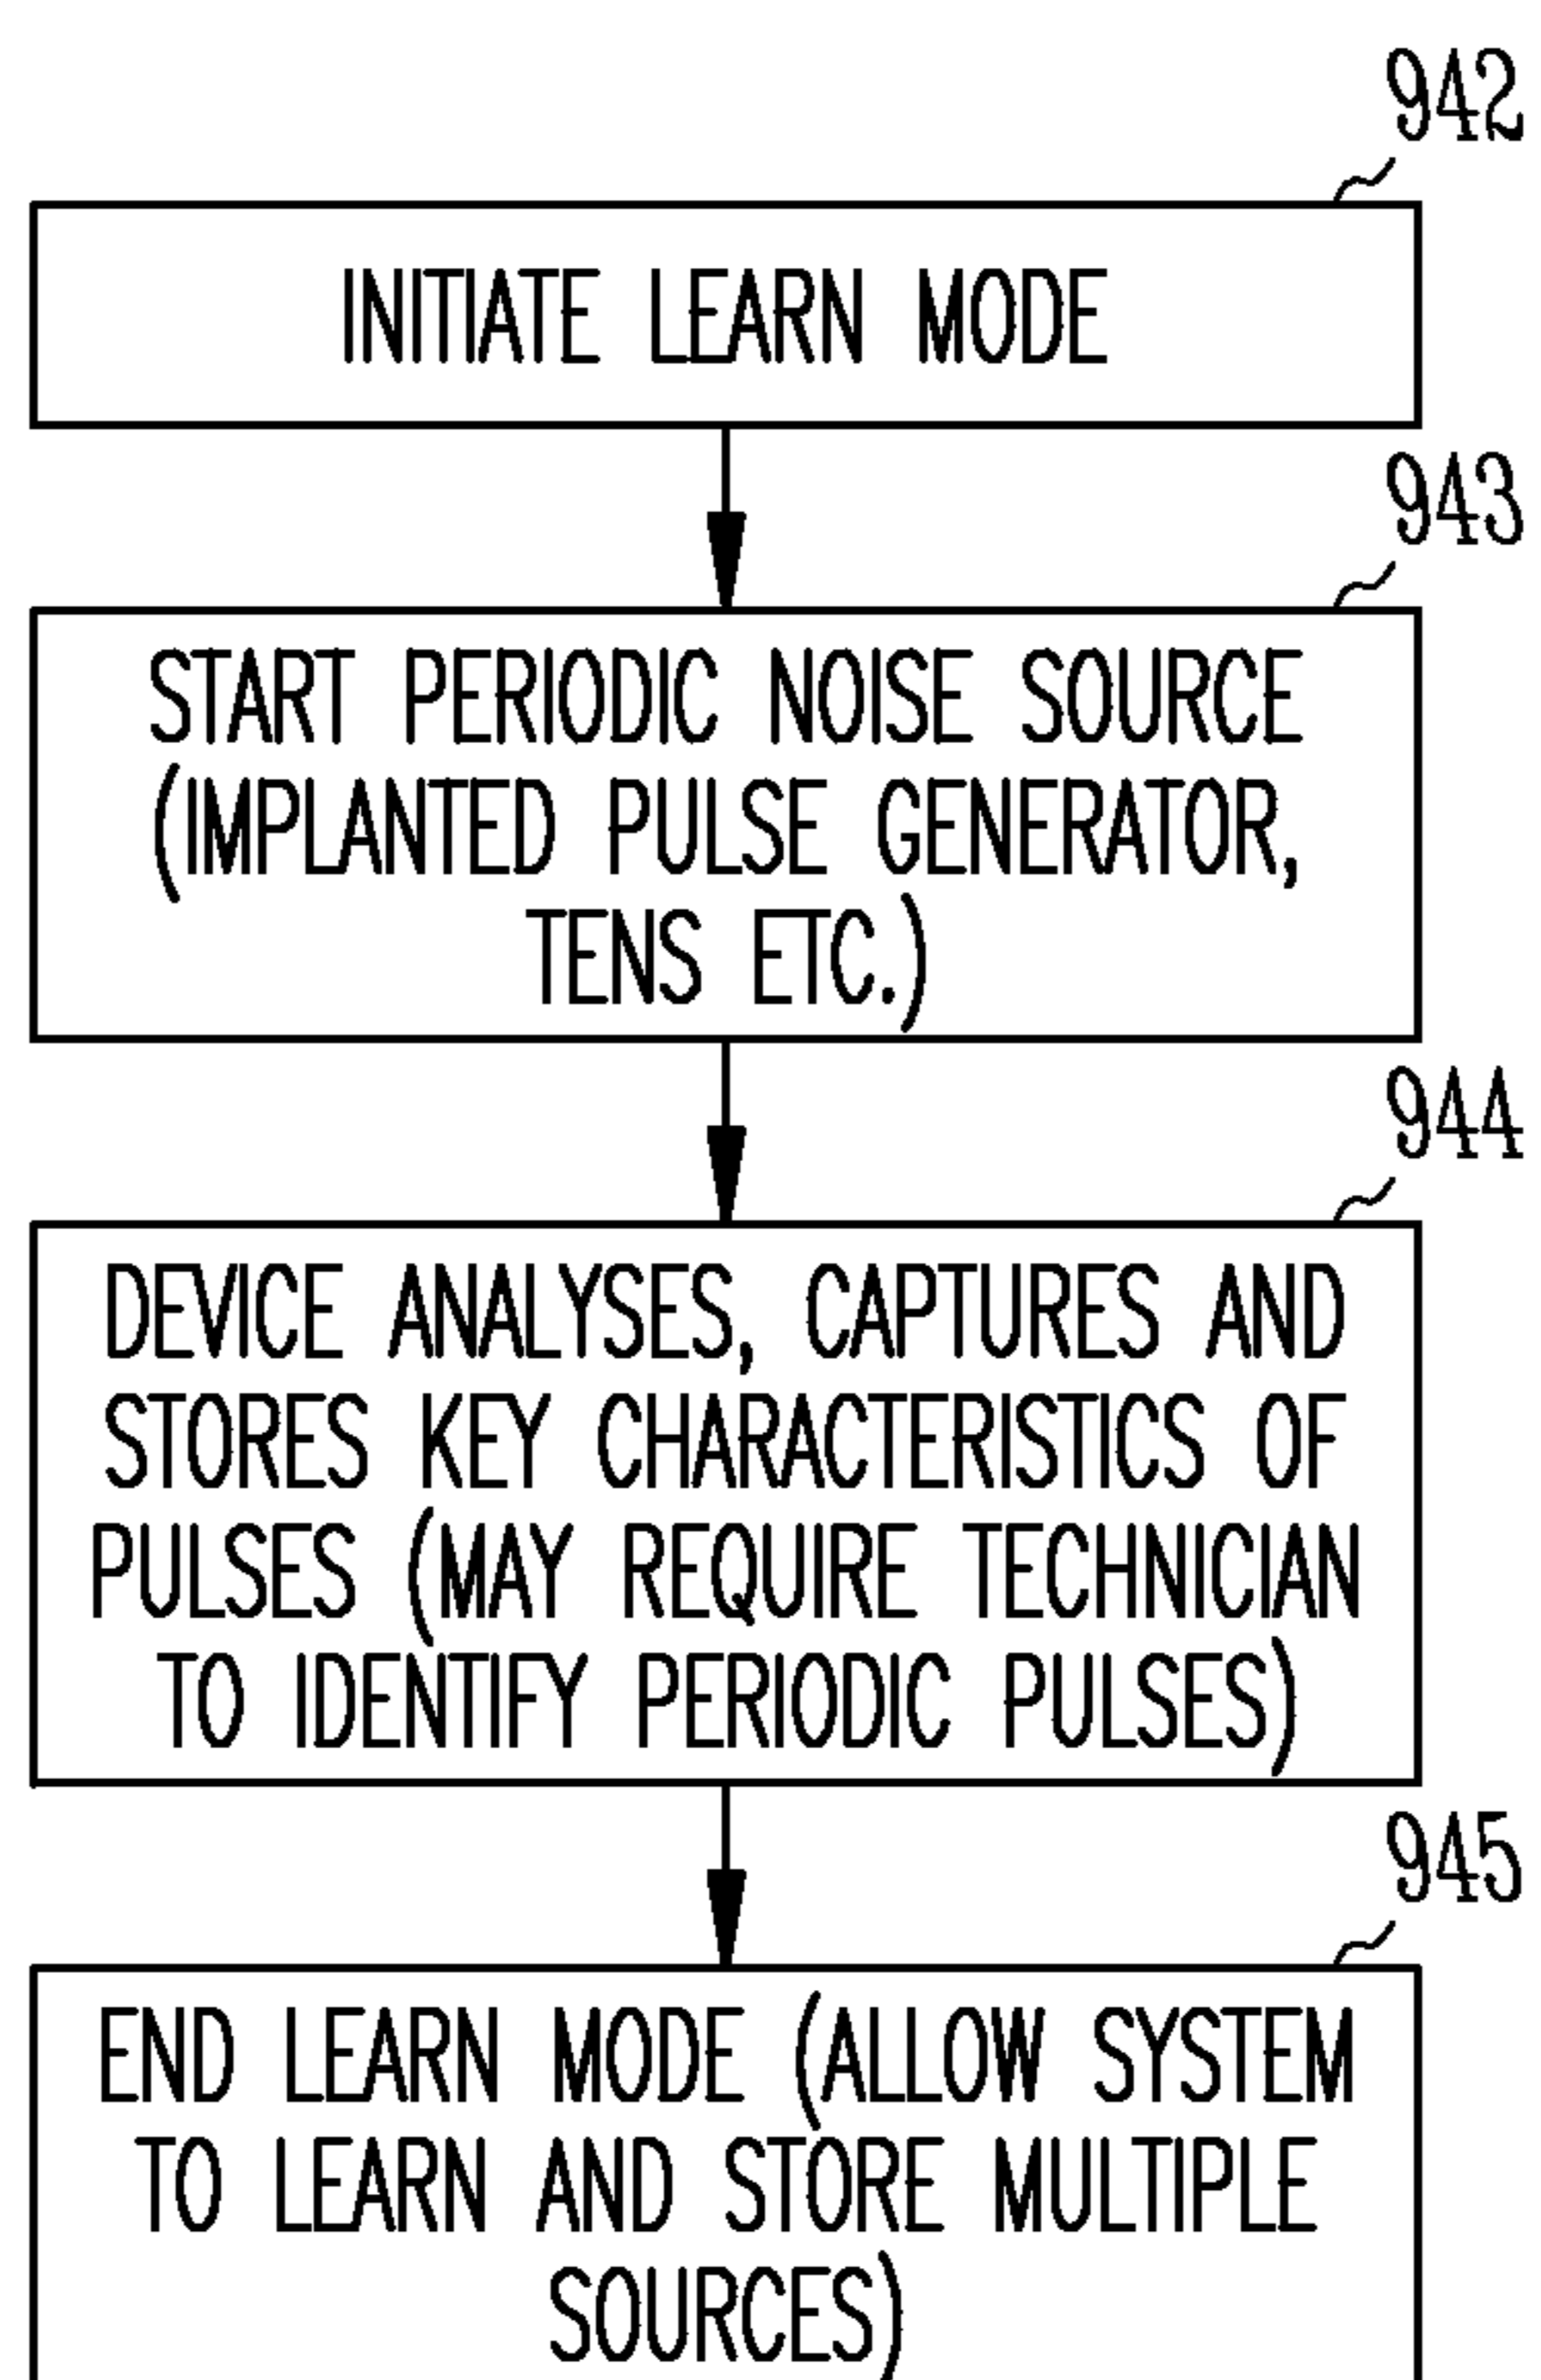 942
INITIATE LEARN MODE
943
START PERIODIC NOISE SOURCE
(IMPLANTED PULSE GENERATOR,
TENS ETC.)
944
DEVICE ANALYSES, CAPTURES AND
STORES KEY CHARACTERISTICS OF
PULSES (MAY REQUIRE TECHNICIAN
TO IDENTIFY PERIODIC PULSES)
945
END LEARN MODE (ALLOW SYSTEM
TO LEARN AND STORE MULTIPLE
SOURCES)